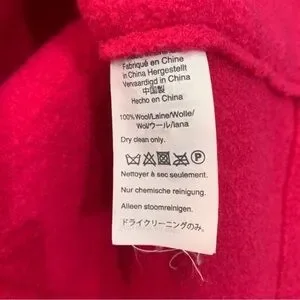 Fabriqué en Chine
in China Hergestellt
Vervaardigd in China
中国製
Hecho en China
100% Wool/Laine/Wolle/
Wol/ウール/lana
Dry clean only.
Nettoyer à sec seulement.
Nur chemische reinigung.
Alleen stoomreinigen.
ドライクリーニングのみ。